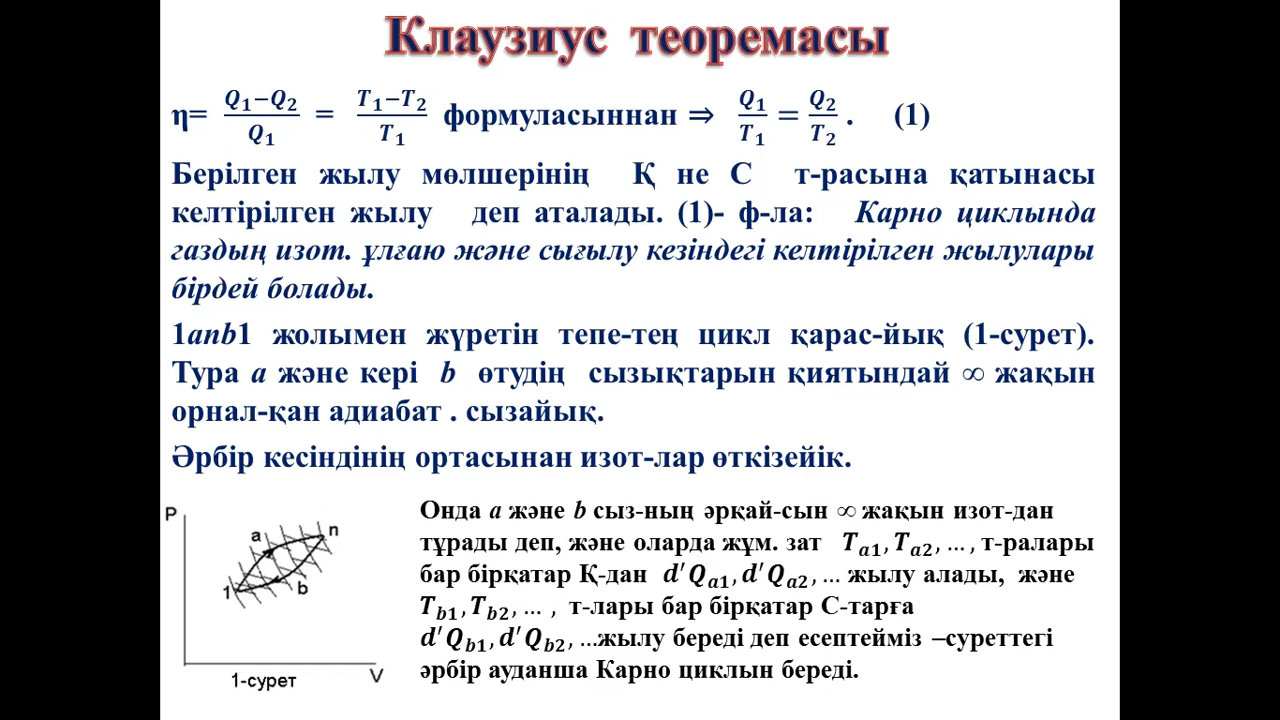 Клаузиус теоремасы
η= Q₁−Q₂/Q₁ = T₁−T₂/T₁ формуласыннан ⇒ Q₁/T₁ = Q₂/T₂ . (1)
Берілген жылу мөлшерінің Қ не С т-расына қатынасы
келтірілген жылу деп аталады. (1)- ф-ла: Карно циклында
газдың изот. ұлғаю және сығылу кезіндегі келтірілген жылулары
бірдей болады.
1anb1 жолымен жүретін тепе-тең цикл қарас-йық (1-сурет).
Тура a және кері b өтудің сызықтарын қиятындай ∞ жақын
орнал-қан адиабат . сызайық.
Әрбір кесіндінің ортасынан изот-лар өткізейік.
P
a
n
1
b
V
1-сурет
Онда a және b сыз-ның әрқай-сын ∞ жақын изот-дан
тұрады деп, және оларда жұм. зат Tₐ₁, Tₐ₂, … , т-ралары
бар бірқатар Қ-дан d′Qₐ₁, d′Qₐ₂, … жылу алады, және
T_b1, T_b2, … , т-лары бар бірқатар С-тарға
d′Q_b1, d′Q_b2, …жылу береді деп есептейміз –суреттегі
әрбір ауданша Карно циклын береді.